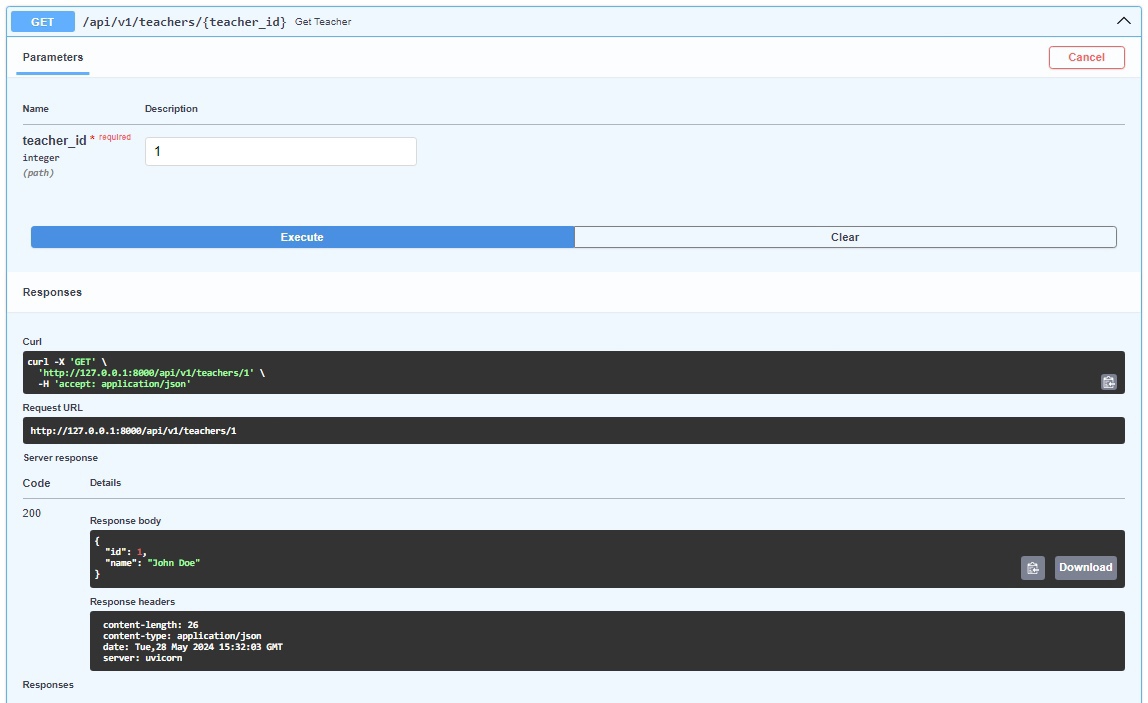 GET /api/v1/teachers/{teacher_id} Get Teacher
Parameters Cancel
Name Description
teacher_id * required 1
integer
(path)
Execute Clear
Responses
Curl
curl -X 'GET' \
'http://127.0.0.1:8000/api/v1/teachers/1' \
-H 'accept: application/json'
Request URL
http://127.0.0.1:8000/api/v1/teachers/1
Server response
Code Details
200
Response body
{
"id": 1,
"name": "John Doe"
}
Download
Response headers
content-length: 26
content-type: application/json
date: Tue,28 May 2024 15:32:03 GMT
server: uvicorn
Responses